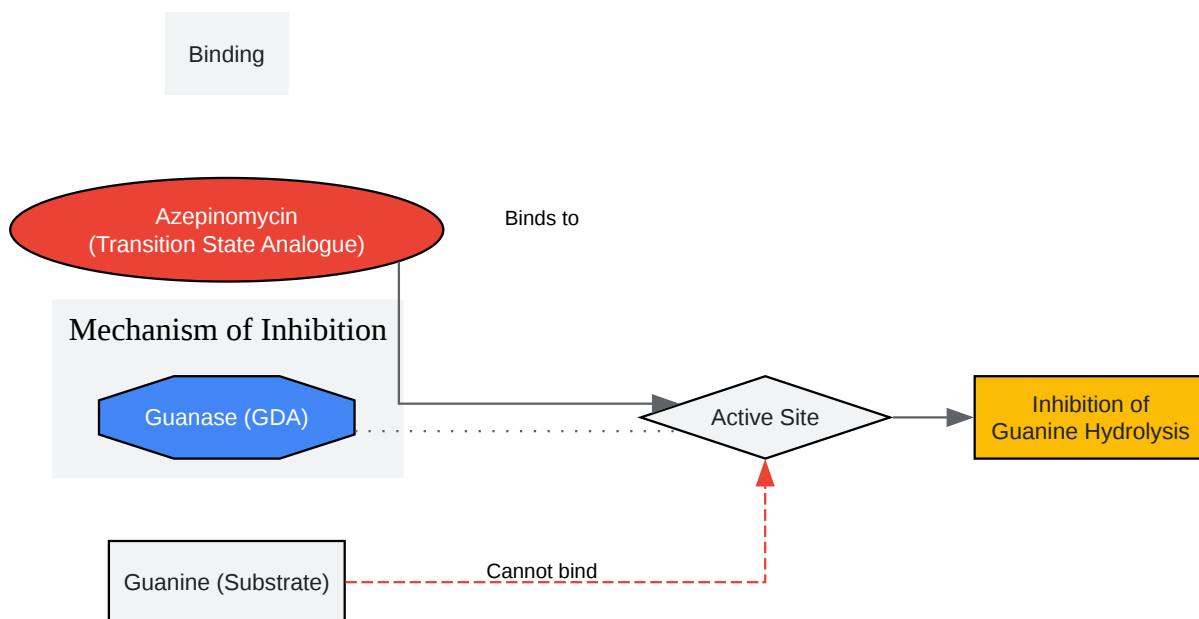 Binding
Azepinomycin
(Transition State Analogue)
Binds to
Mechanism of Inhibition
Guanase (GDA)
Active Site
Inhibition of
Guanine Hydrolysis
Guanine (Substrate)
Cannot bind